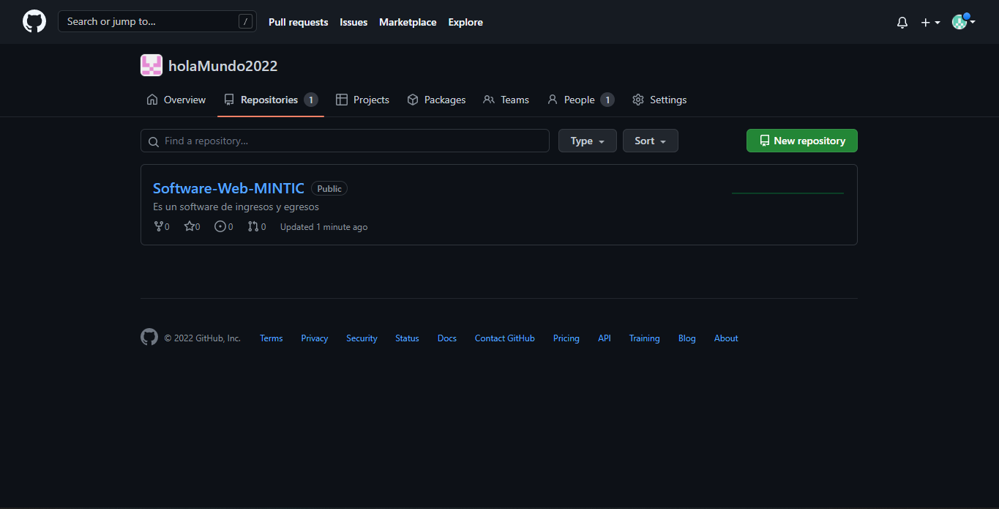 Search or jump to... / Pull requests Issues Marketplace Explore
holaMundo2022
Overview Repositories 1 Projects Packages Teams People 1 Settings
Find a repository... Type Sort New repository
Software-Web-MINTIC Public
Es un software de ingresos y egresos
0 0 0 0 Updated 1 minute ago
© 2022 GitHub, Inc. Terms Privacy Security Status Docs Contact GitHub Pricing API Training Blog About